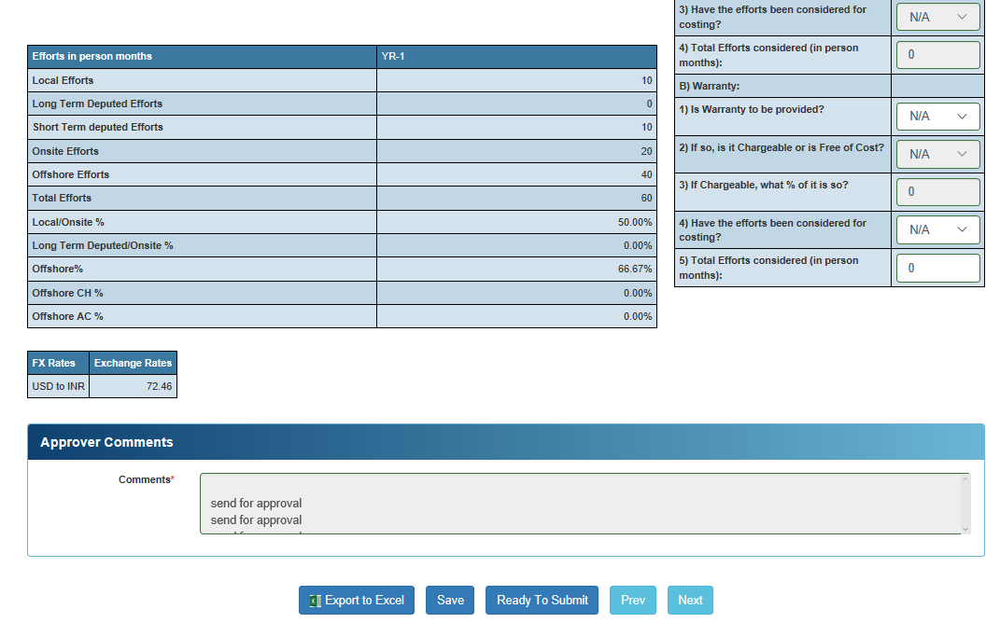 3) Have the efforts been considered for
costing?
N/A
4) Total Efforts considered (in person
months):
0
B) Warranty:
1) Is Warranty to be provided?
N/A
2) If so, is it Chargeable or is Free of Cost?
N/A
3) If Chargeable, what % of it is so?
0
4) Have the efforts been considered for
costing?
N/A
5) Total Efforts considered (in person
months):
0
Efforts in person months YR-1
Local Efforts 10
Long Term Deputed Efforts 0
Short Term deputed Efforts 10
Onsite Efforts 20
Offshore Efforts 40
Total Efforts 60
Local/Onsite % 50.00%
Long Term Deputed/Onsite % 0.00%
Offshore% 66.67%
Offshore CH % 0.00%
Offshore AC % 0.00%
FX Rates Exchange Rates
USD to INR 72.46
Approver Comments
Comments*
send for approval
send for approval
Export to Excel Save Ready To Submit Prev Next